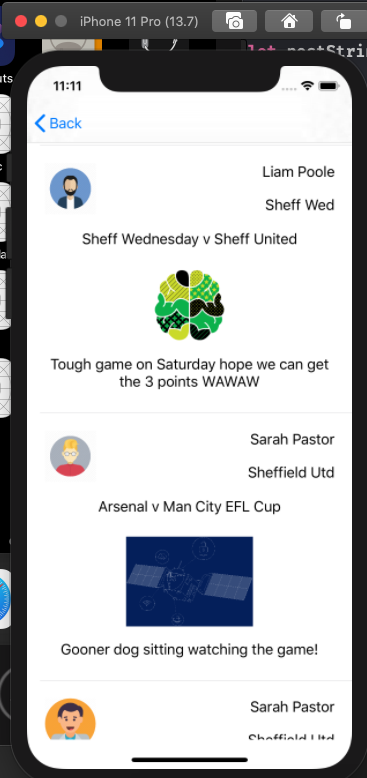 iPhone 11 Pro (13.7)
let postStri
uts
11:11
Back
Liam Poole
Sheff Wed
Sheff Wednesday v Sheff United
Tough game on Saturday hope we can get
the 3 points WAWAW
Sarah Pastor
Sheffield Utd
Arsenal v Man City EFL Cup
Gooner dog sitting watching the game!
Sarah Pastor
Sheffield Utd